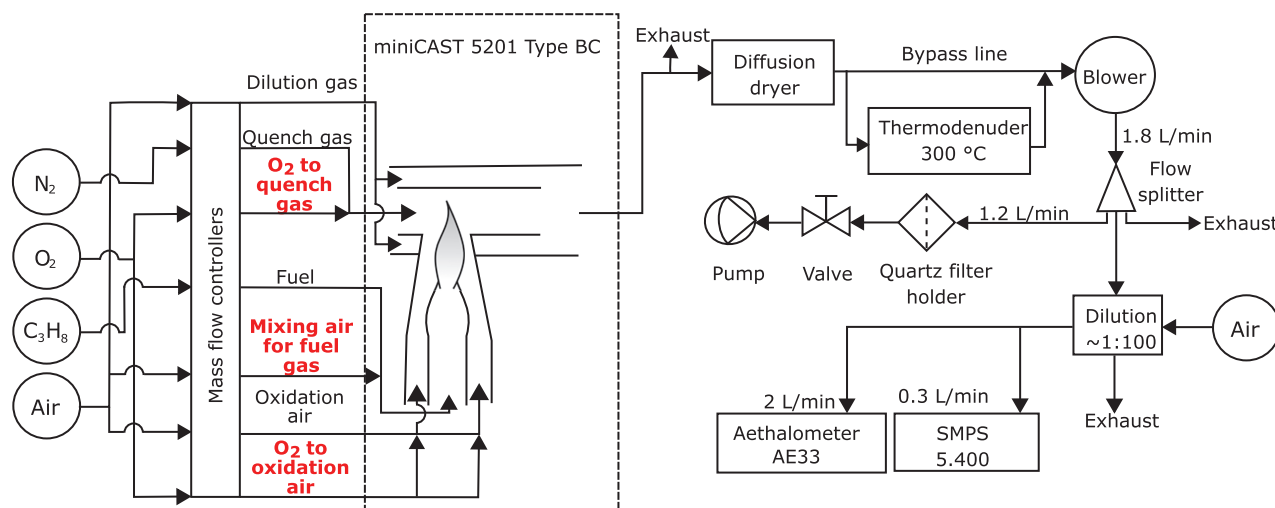 miniCAST 5201 Type BC
Exhaust
Diffusion
dryer
Bypass line
Blower
Thermodenuder
300 °C
1.8 L/min
Flow
splitter
Exhaust
1.2 L/min
Pump
Valve
Quartz filter
holder
Dilution
~1:100
Air
Exhaust
2 L/min
0.3 L/min
Aethalometer
AE33
SMPS
5.400
N₂
O₂
C₃H₈
Air
Mass flow controllers
Dilution gas
Quench gas
O₂ to
quench
gas
Fuel
Mixing air
for fuel
gas
Oxidation
air
O₂ to
oxidation
air